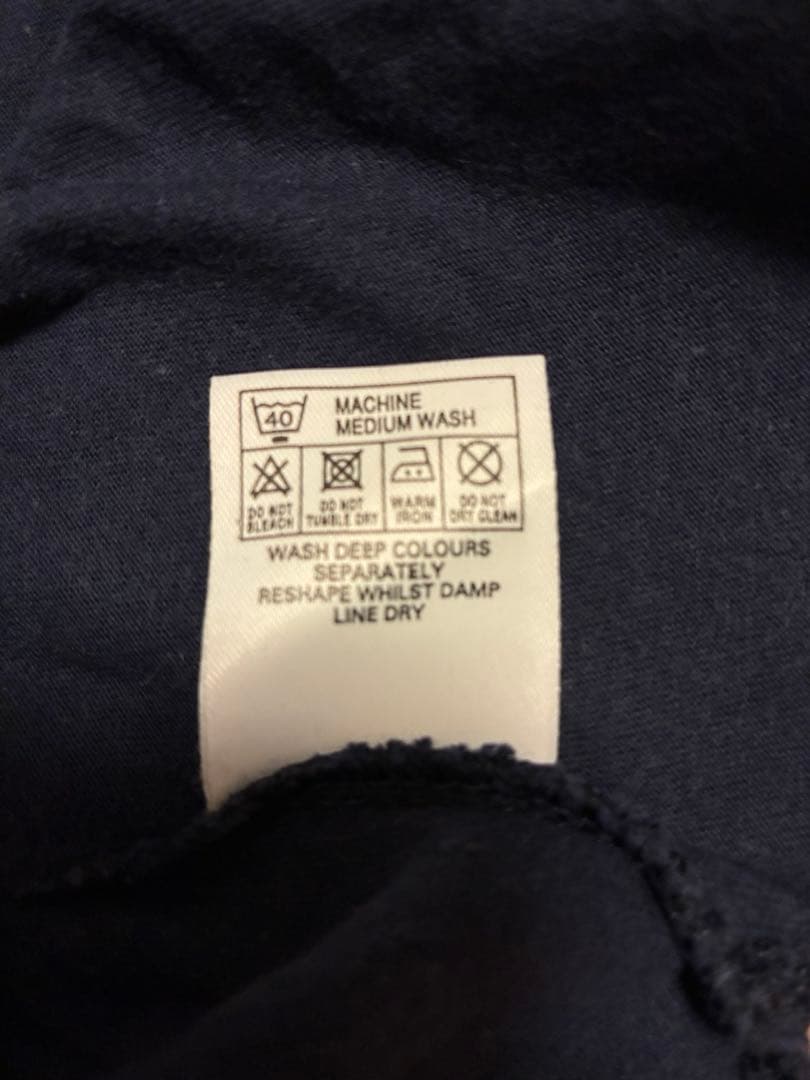 40
MACHINE
MEDIUM WASH
DO NOT
BLEACH
DO NOT
TUMBLE DRY
WARM
IRON
DO NOT
DRY CLEAN
WASH DEEP COLOURS
SEPARATELY
RESHAPE WHILST DAMP
LINE DRY